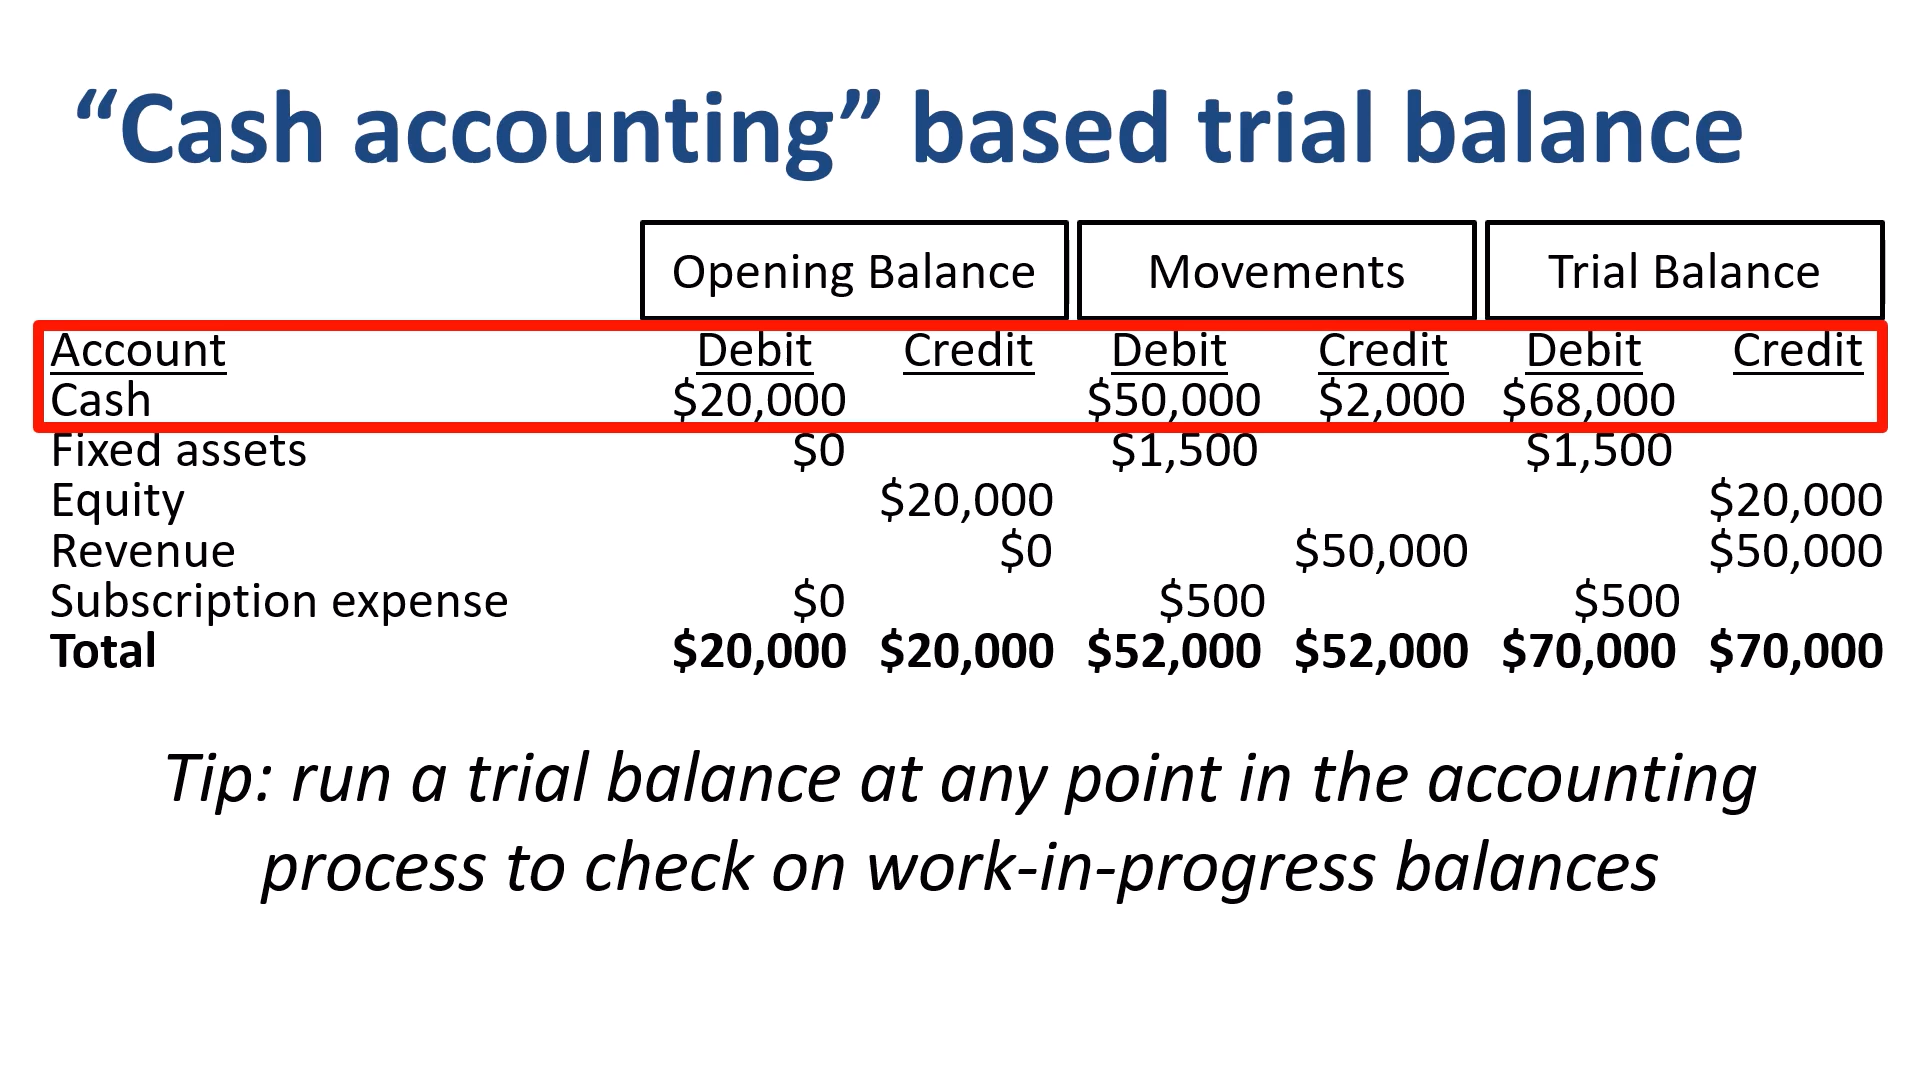 “Cash accounting” based trial balance
Opening Balance Movements Trial Balance
Account Debit Credit Debit Credit Debit Credit
Cash $20,000 $50,000 $2,000 $68,000
Fixed assets $0 $1,500 $1,500
Equity $20,000 $20,000
Revenue $0 $50,000 $50,000
Subscription expense $0 $500 $500
Total $20,000 $20,000 $52,000 $52,000 $70,000 $70,000
Tip: run a trial balance at any point in the accounting
process to check on work-in-progress balances